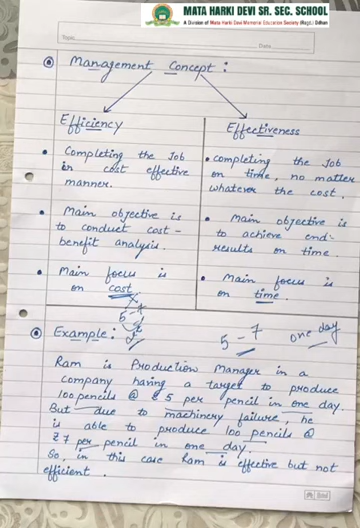 MATA HARKI DEVI SR. SEC. SCHOOL
A Division of Mata Harki Devi Memorial Education Society (Regd.) Odhan
Topic
Date
Management Concept :
Efficiency
Completing the Job
in cost effective
manner.
Main objective is
to conduct cost-
benefit analysis.
Main focus is
on cost.
Effectiveness
completing the Job
on time, no matter
whatever the cost.
Main objective is
to achieve end-
results on time.
Main focus is
on time.
5-7
Example :
5-7 one day
Ram is Production Manager in a
company having a target to produce
100 pencils @ ₹ 5 per pencil in one day.
But due to machinery failure, he
is able to produce 100 pencils @
₹ 7 per pencil in one day.
So, in this case Ram is effective but not
efficient.